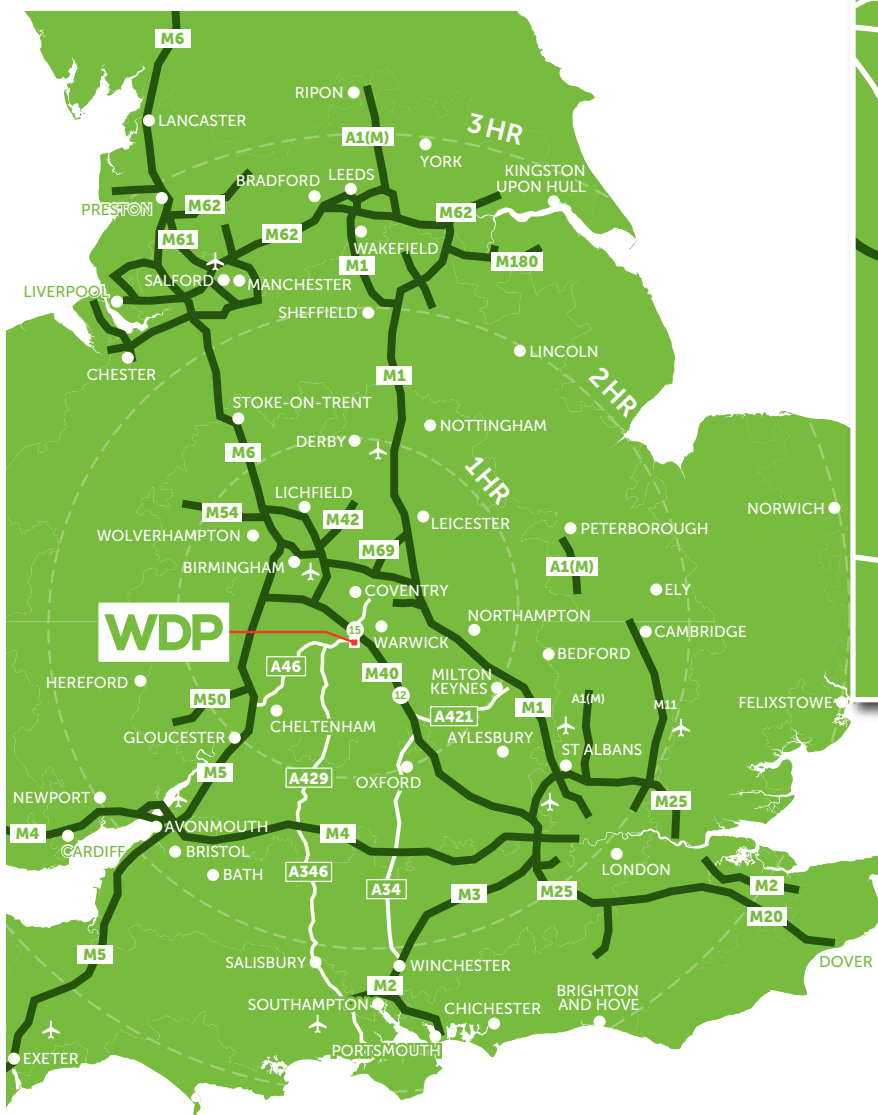 M6
RIPON
LANCASTER
3 HR
A1(M)
YORK
BRADFORD
LEEDS
KINGSTON
UPON HULL
PRESTON
M62
M62
M61
M62
WAKEFIELD
M1
M180
SALFORD
MANCHESTER
LIVERPOOL
SHEFFIELD
LINCOLN
CHESTER
M1
2 HR
STOKE-ON-TRENT
NOTTINGHAM
DERBY
M6
1 HR
LICHFIELD
NORWICH
M54
M42
LEICESTER
PETERBOROUGH
WOLVERHAMPTON
M69
BIRMINGHAM
A1(M)
COVENTRY
ELY
NORTHAMPTON
WDP
15
WARWICK
CAMBRIDGE
BEDFORD
A46
M40
MILTON
KEYNES
HEREFORD
12
M50
A1(M)
M11
FELIXSTOWE
M1
A421
CHELTENHAM
GLOUCESTER
AYLESBURY
ST ALBANS
M5
A429
OXFORD
NEWPORT
M25
AVONMOUTH
M4
M4
CARDIFF
BRISTOL
LONDON
A346
BATH
A34
M3
M25
M2
M20
M5
SALISBURY
WINCHESTER
DOVER
M2
SOUTHAMPTON
CHICHESTER
BRIGHTON
AND HOVE
PORTSMOUTH
EXETER